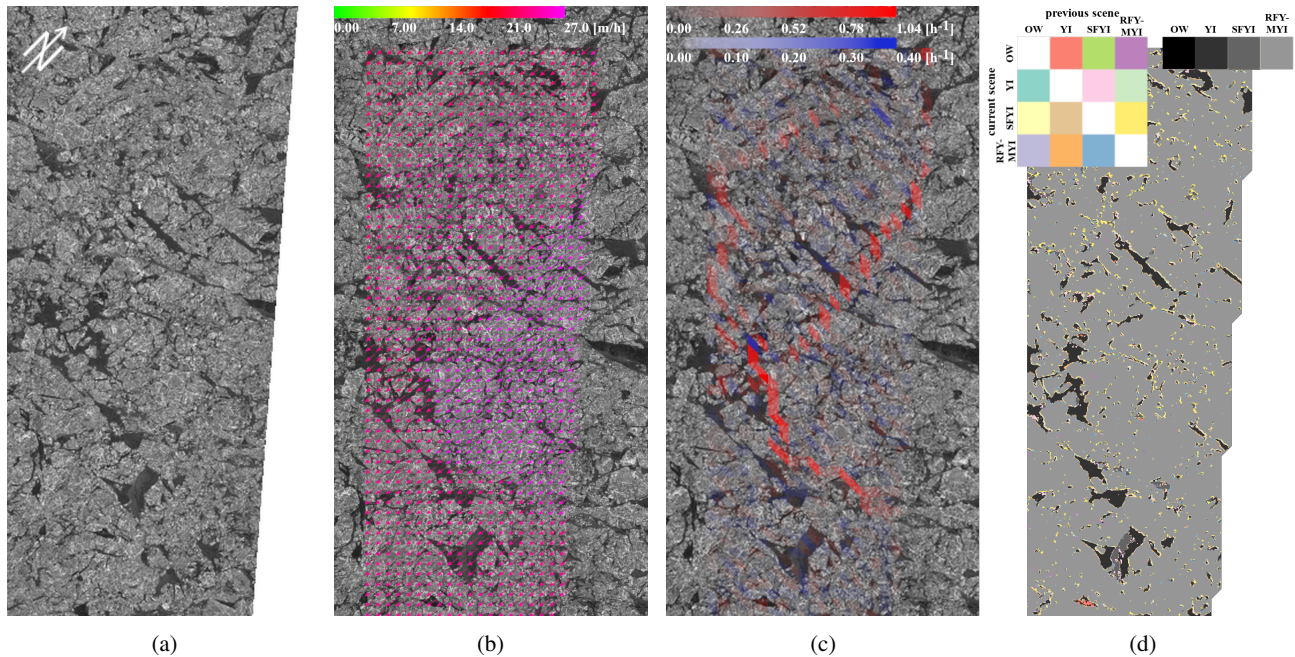 N
0.00 7.00 14.0 21.0 27.0 [m/h]
0.00 0.26 0.52 0.78 1.04 [h-1]
0.00 0.10 0.20 0.30 0.40 [h-1]
previous scene
OW YI SFYI RFY-MYI
OW YI SFYI RFY-MYI
current scene
OW
YI
SFYI
RFY-MYI
(a) (b) (c) (d)